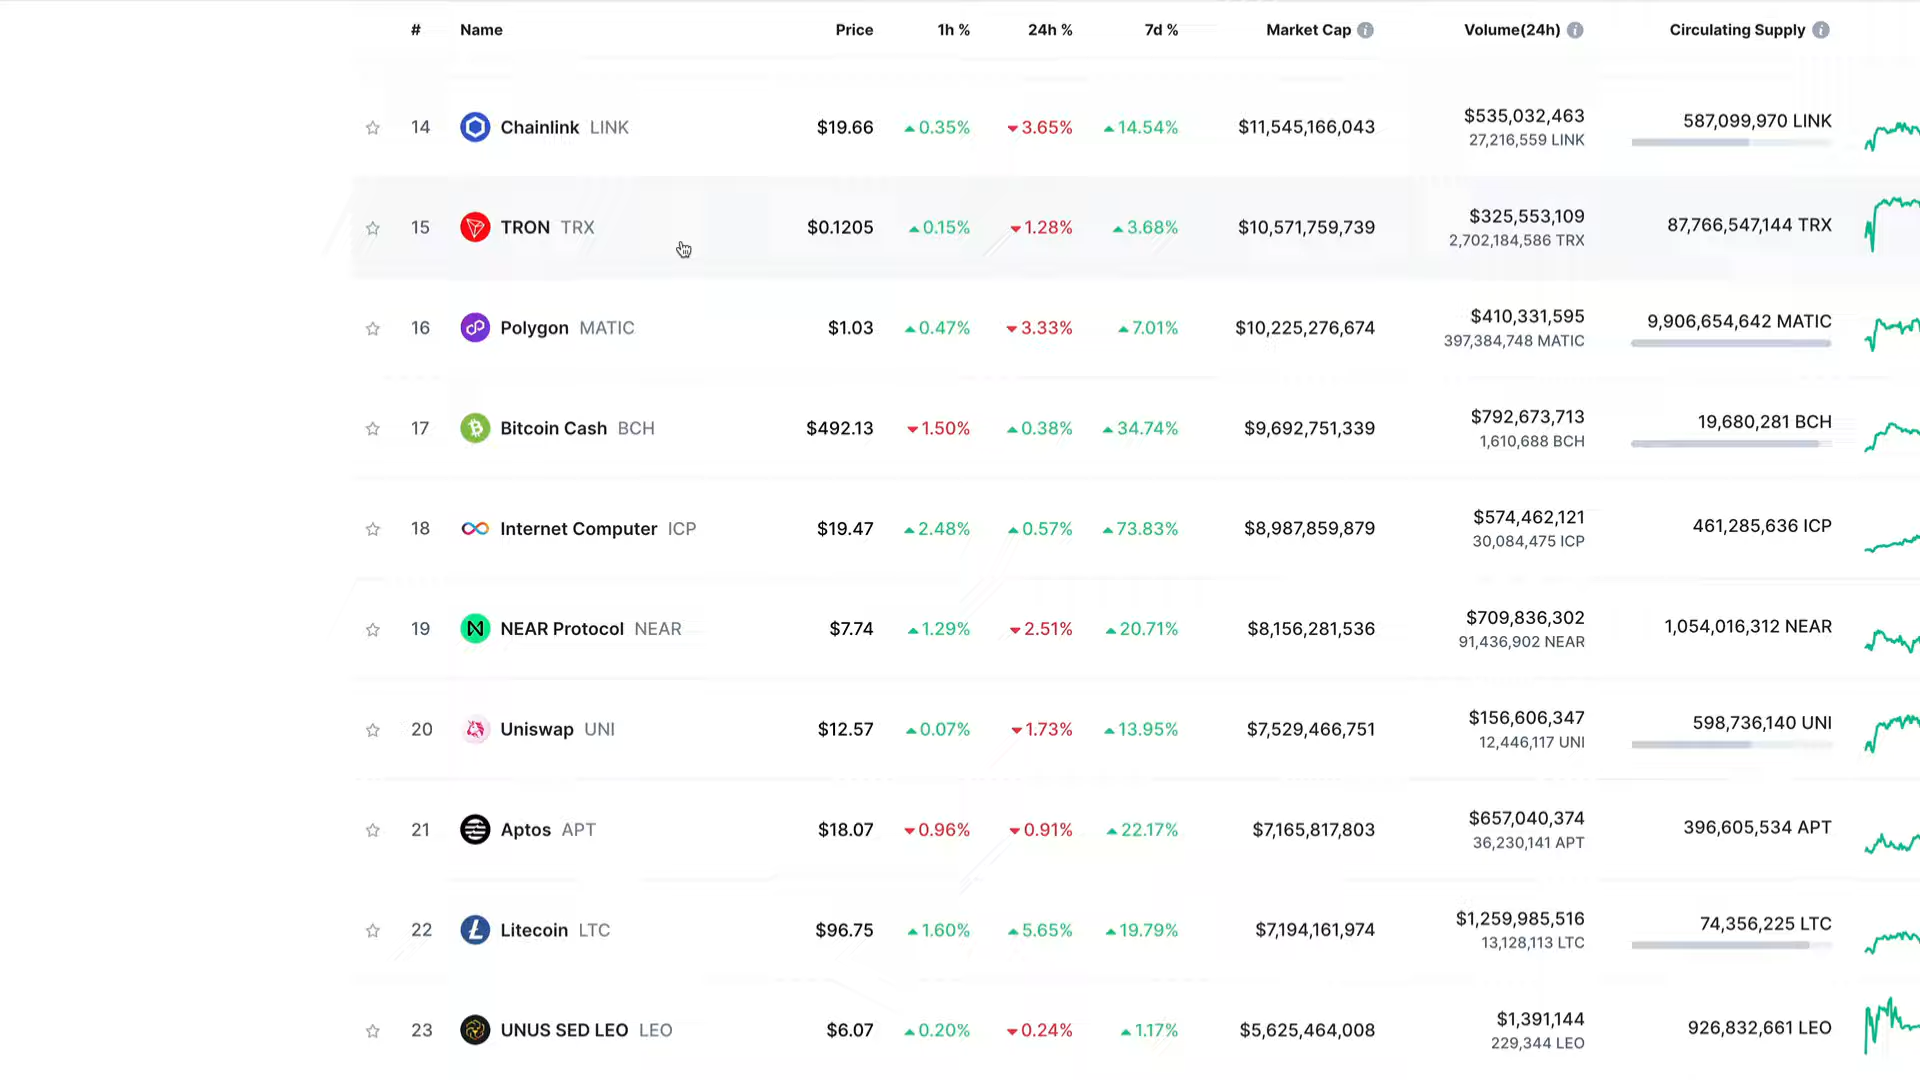 # Name Price 1h % 24h % 7d % Market Cap Volume(24h) Circulating Supply
14 Chainlink LINK $19.66 0.35% 3.65% 14.54% $11,545,166,043 $535,032,463 587,099,970 LINK
27,216,559 LINK
15 TRON TRX $0.1205 0.15% 1.28% 3.68% $10,571,759,739 $325,553,109 87,766,547,144 TRX
2,702,184,586 TRX
16 Polygon MATIC $1.03 0.47% 3.33% 7.01% $10,225,276,674 $410,331,595 9,906,654,642 MATIC
397,384,748 MATIC
17 Bitcoin Cash BCH $492.13 1.50% 0.38% 34.74% $9,692,751,339 $792,673,713 19,680,281 BCH
1,610,688 BCH
18 Internet Computer ICP $19.47 2.48% 0.57% 73.83% $8,987,859,879 $574,462,121 461,285,636 ICP
30,084,475 ICP
19 NEAR Protocol NEAR $7.74 1.29% 2.51% 20.71% $8,156,281,536 $709,836,302 1,054,016,312 NEAR
91,436,902 NEAR
20 Uniswap UNI $12.57 0.07% 1.73% 13.95% $7,529,466,751 $156,606,347 598,736,140 UNI
12,446,117 UNI
21 Aptos APT $18.07 0.96% 0.91% 22.17% $7,165,817,803 $657,040,374 396,605,534 APT
36,230,141 APT
22 Litecoin LTC $96.75 1.60% 5.65% 19.79% $7,194,161,974 $1,259,985,516 74,356,225 LTC
13,128,113 LTC
23 UNUS SED LEO LEO $6.07 0.20% 0.24% 1.17% $5,625,464,008 $1,391,144 926,832,661 LEO
229,344 LEO